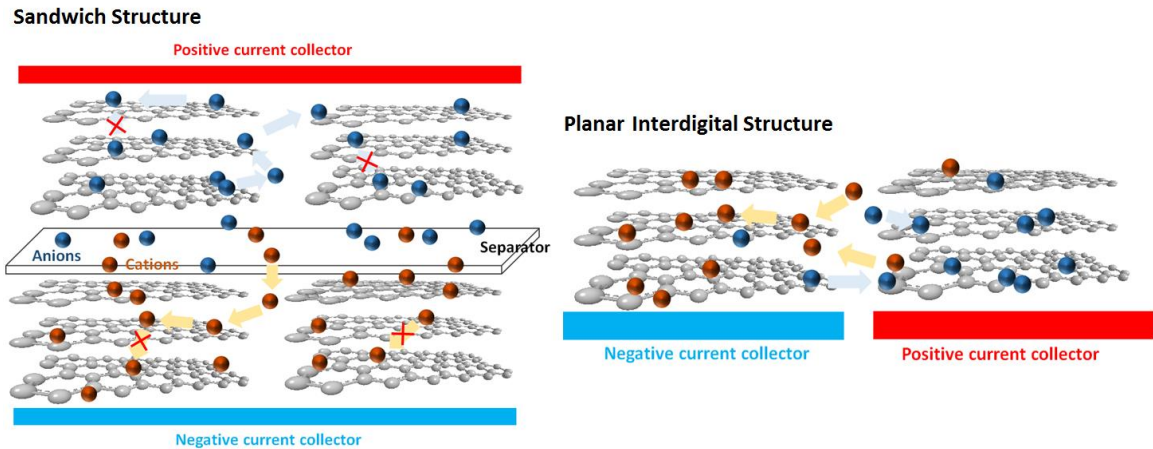 Sandwich Structure
Positive current collector
Anions
Cations
Separator
Negative current collector
Planar Interdigital Structure
Negative current collector
Positive current collector